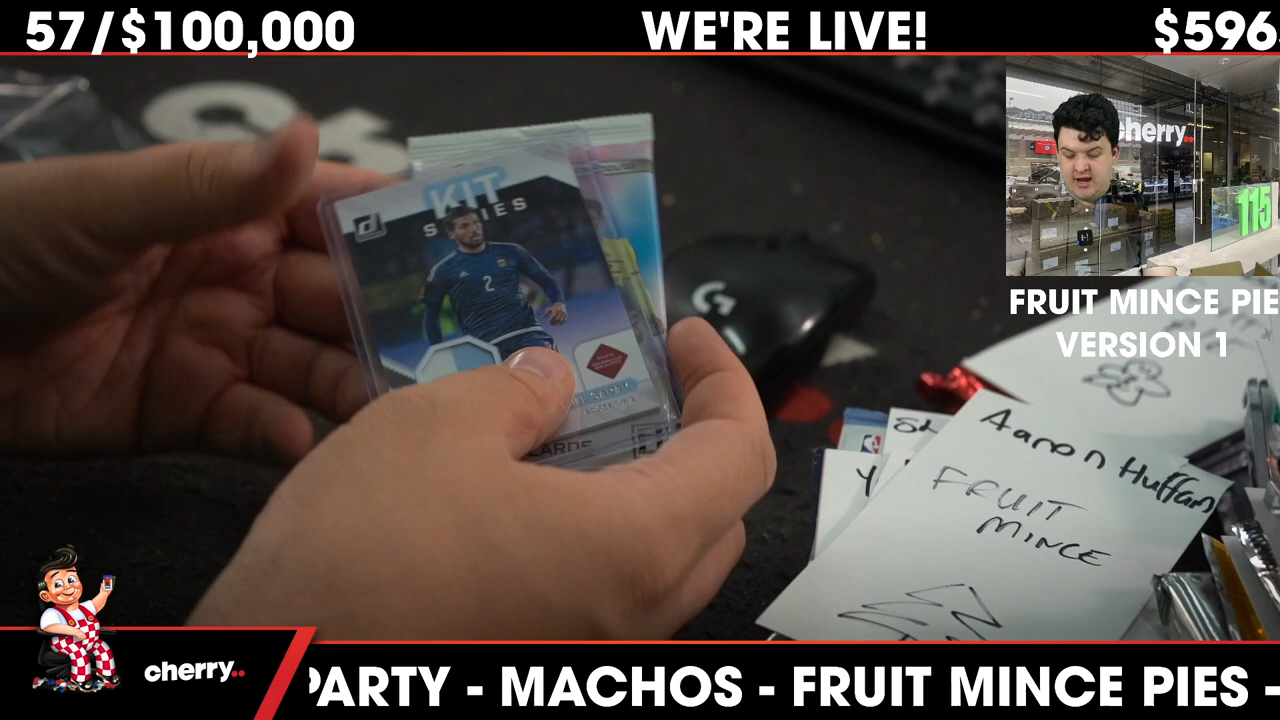 57/$100,000
WE'RE LIVE!
$596
cherry..
115
FRUIT MINCE PIE
VERSION 1
KIT
SERIES
2
G
CARDS
Aaron Huffam
FRUIT
MINCE
cherry..
PARTY - MACHOS - FRUIT MINCE PIES -